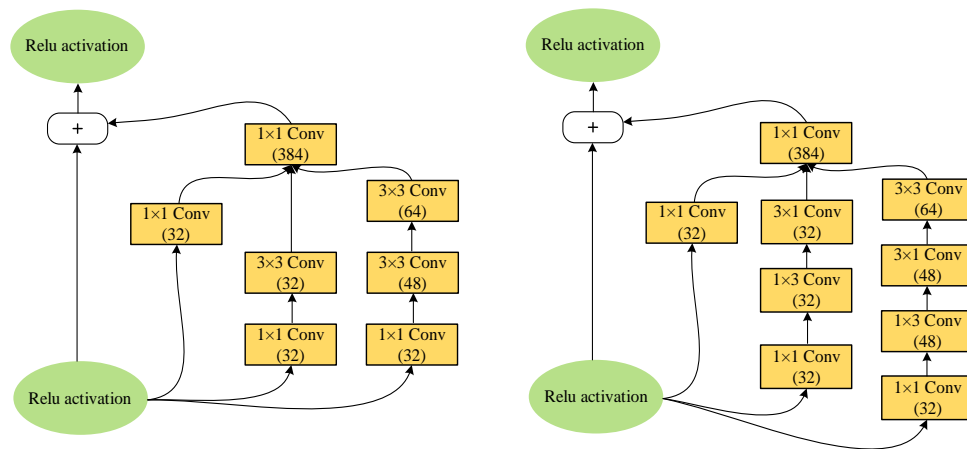 Relu activation
+
1×1 Conv
(384)
1×1 Conv
(32)
3×3 Conv
(64)
3×3 Conv
(32)
3×3 Conv
(48)
1×1 Conv
(32)
1×1 Conv
(32)
Relu activation
Relu activation
+
1×1 Conv
(384)
1×1 Conv
(32)
3×1 Conv
(32)
3×3 Conv
(64)
1×3 Conv
(32)
3×1 Conv
(48)
1×3 Conv
(48)
1×1 Conv
(32)
1×1 Conv
(32)
Relu activation